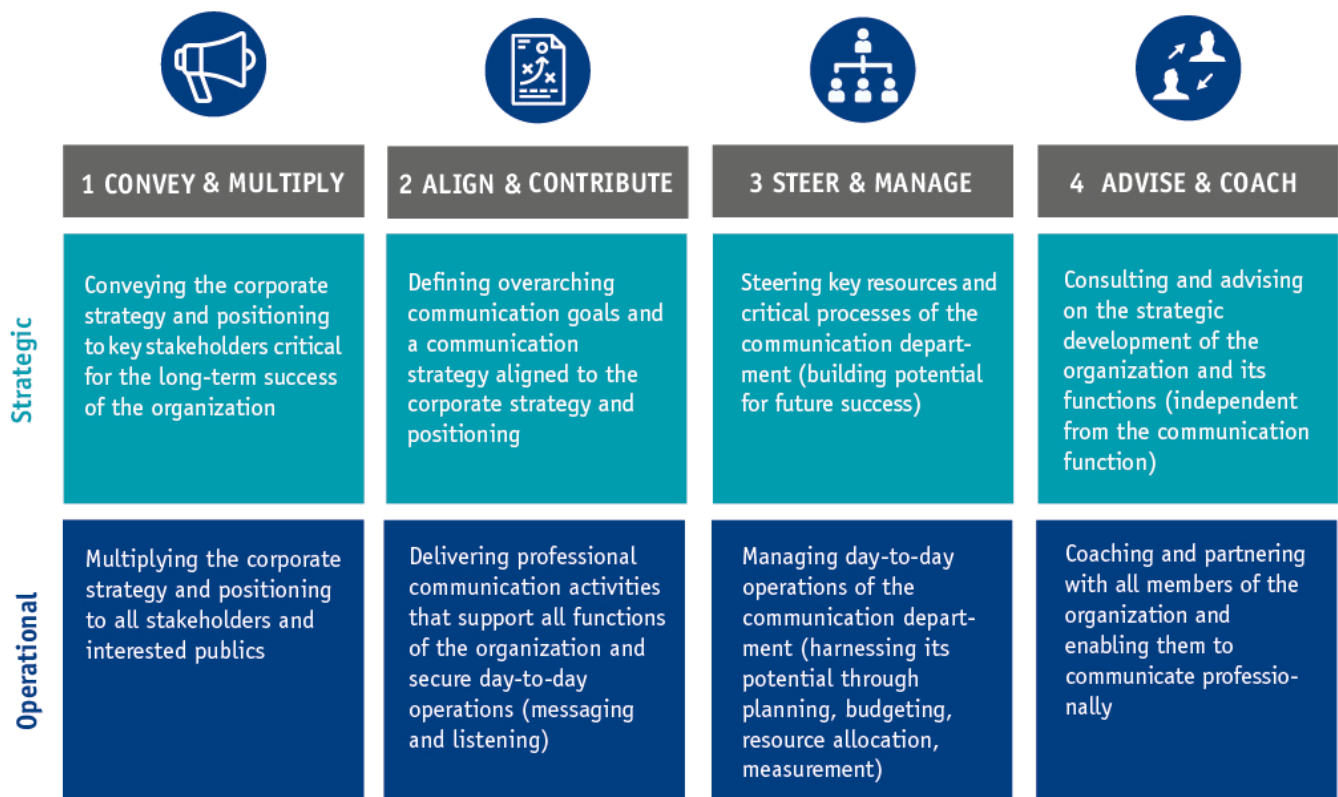 1 CONVEY & MULTIPLY
2 ALIGN & CONTRIBUTE
3 STEER & MANAGE
4 ADVISE & COACH
Strategic
Conveying the corporate
strategy and positioning
to key stakeholders critical
for the long-term success
of the organization
Defining overarching
communication goals and
a communication
strategy aligned to the
corporate strategy and
positioning
Steering key resources and
critical processes of the
communication depart-
ment (building potential
for future success)
Consulting and advising
on the strategic
development of the
organization and its
functions (independent
from the communication
function)
Operational
Multiplying the corporate
strategy and positioning
to all stakeholders and
interested publics
Delivering professional
communication activities
that support all functions
of the organization and
secure day-to-day
operations (messaging
and listening)
Managing day-to-day
operations of the
communication depart-
ment (harnessing its
potential through
planning, budgeting,
resource allocation,
measurement)
Coaching and partnering
with all members of the
organization and
enabling them to
communicate professio-
nally